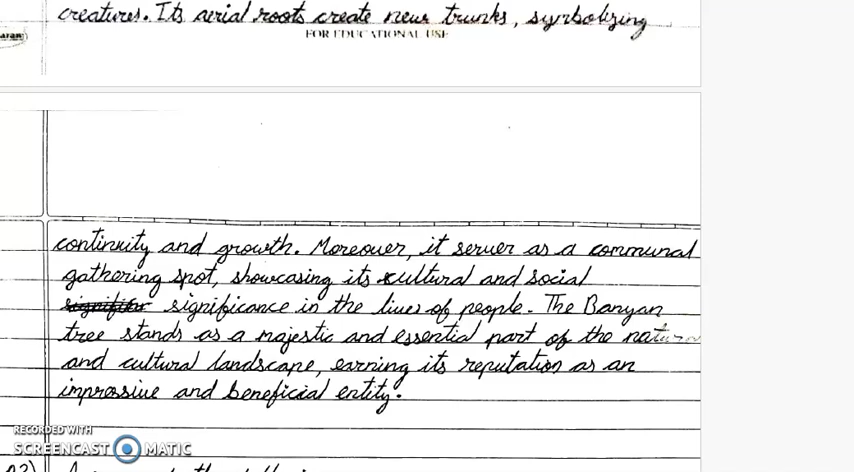 creatures. Its aerial roots create new trunks, symbolizing
FOR EDUCATIONAL USE
continuity and growth. Moreover, it server as a communal
gathering spot, showcasing its cultural and social
significance in the lives of people. The Banyan
tree stands as a majestic and essential part of the natur
and cultural landscape, earning its reputation as an
impressive and beneficial entity.
RECORDED WITH
SCREENCAST MATIC